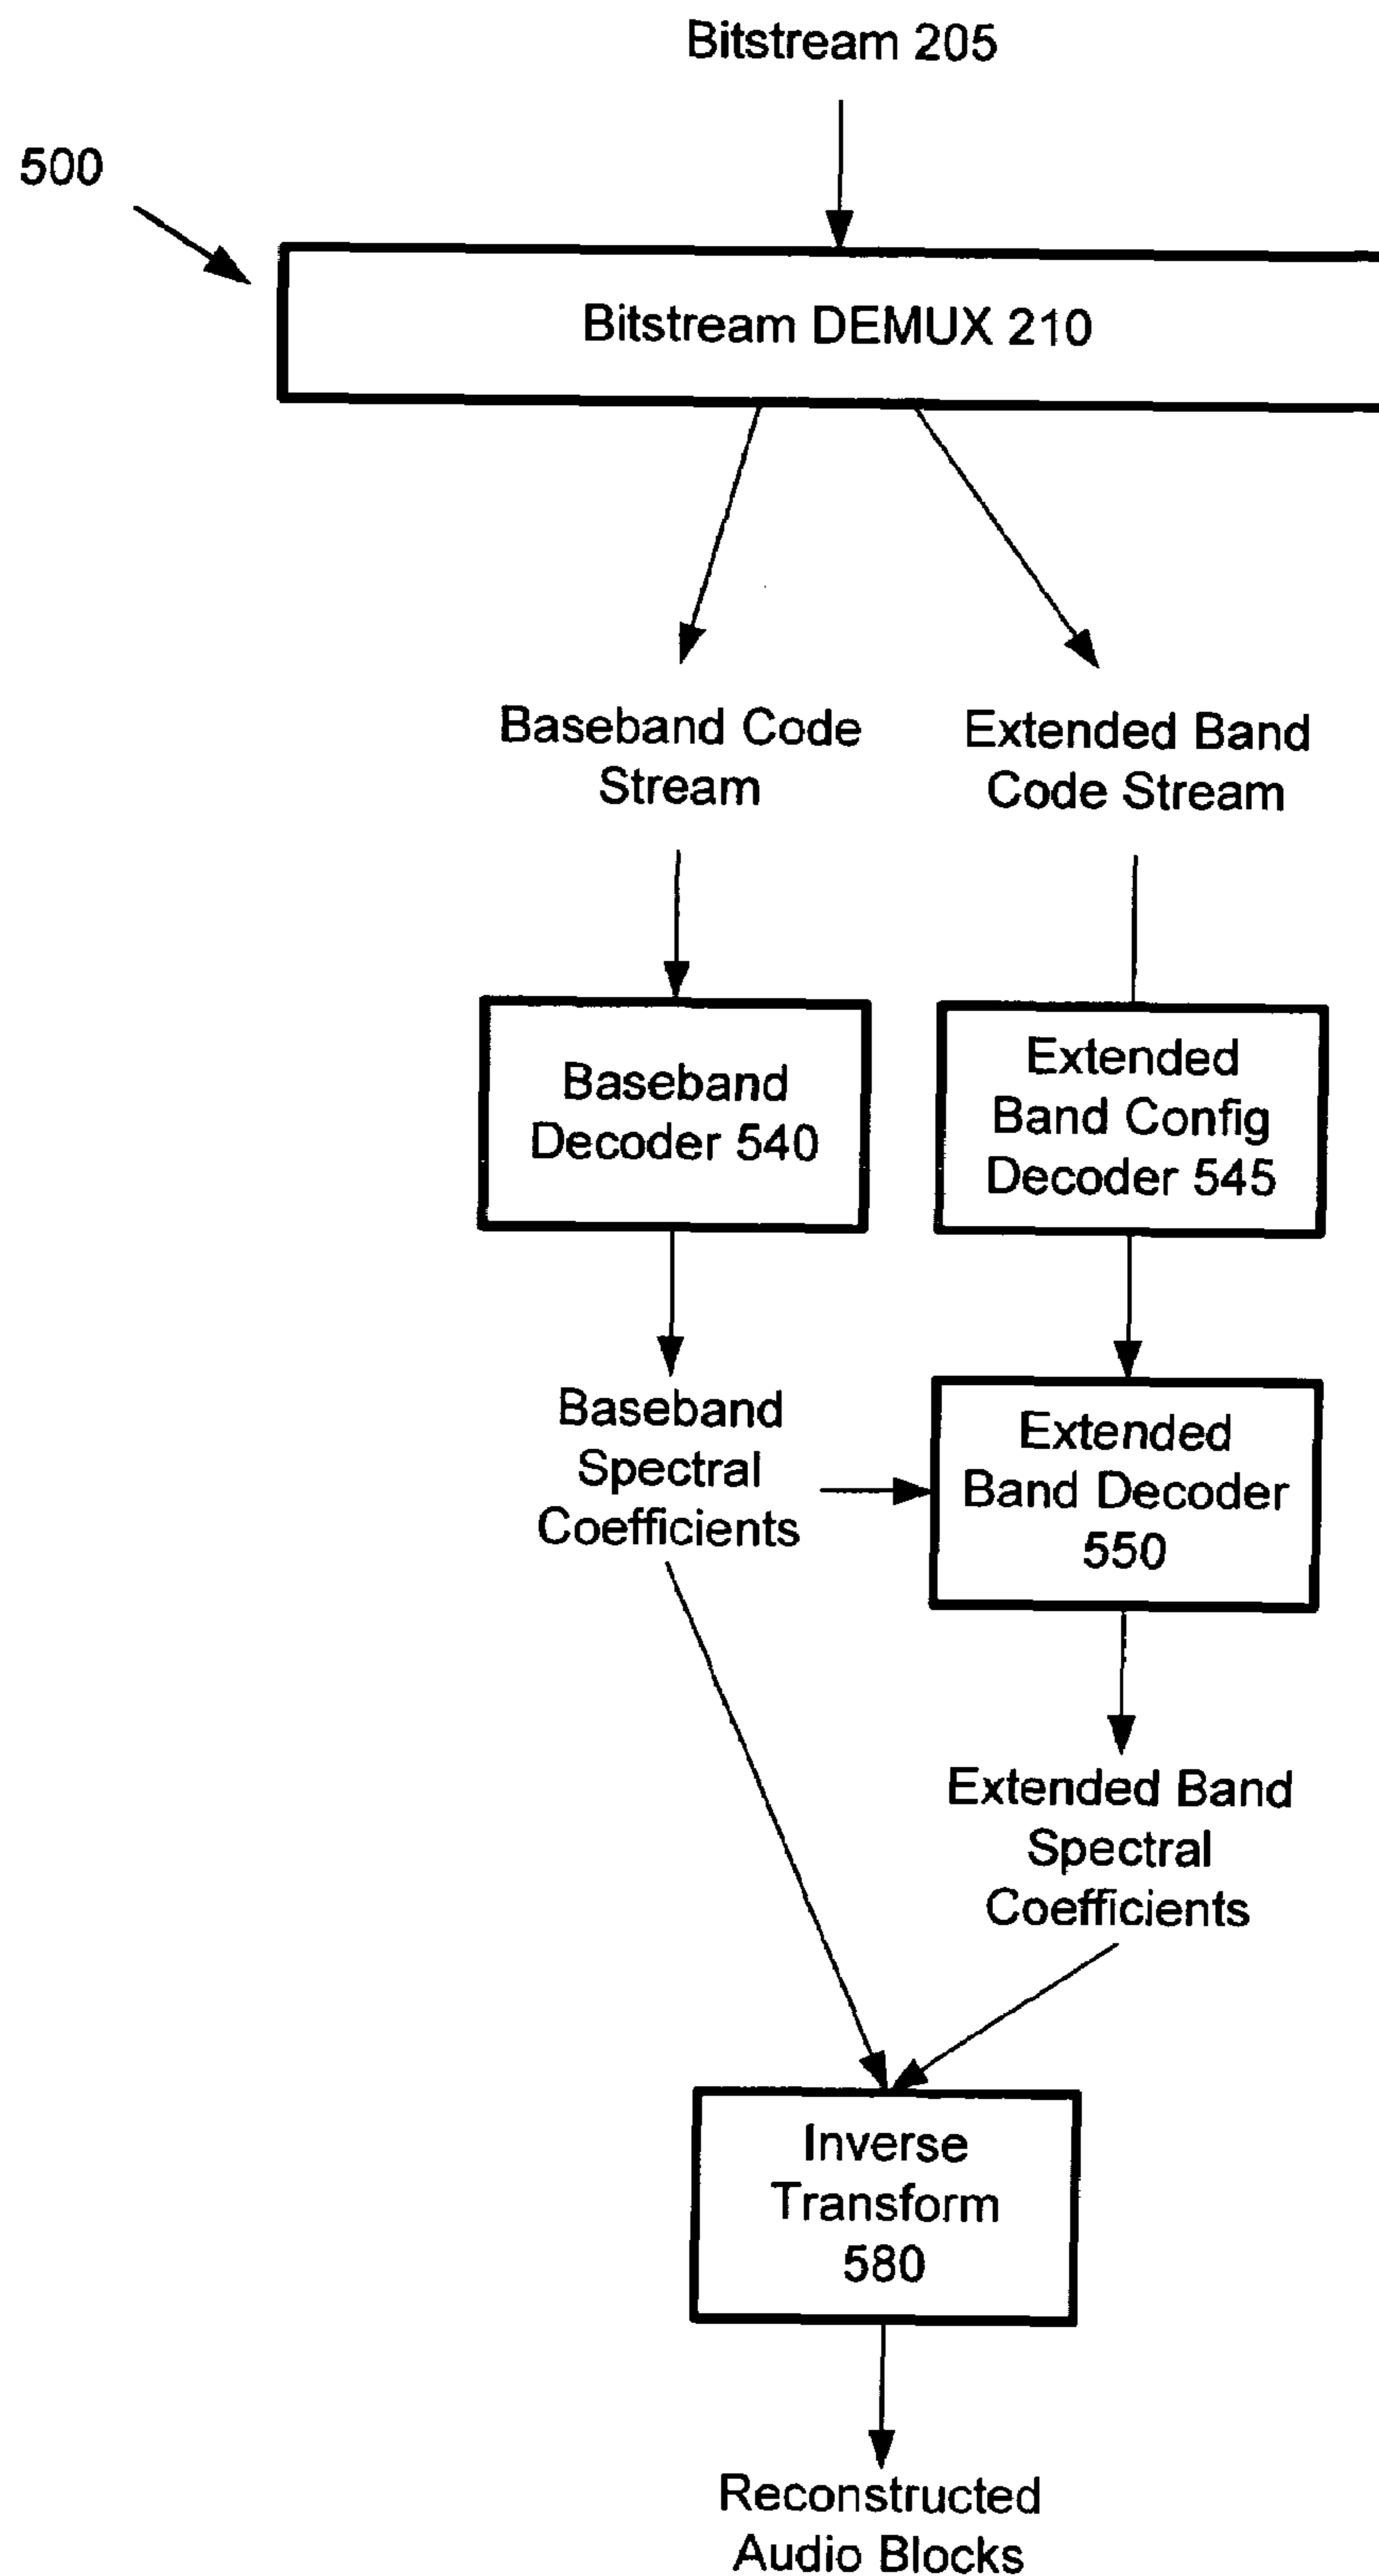 Bitstream 205
500
Bitstream DEMUX 210
Baseband Code
Stream
Extended Band
Code Stream
Baseband
Decoder 540
Extended
Band Config
Decoder 545
Baseband
Spectral
Coefficients
Extended
Band Decoder
550
Extended Band
Spectral
Coefficients
Inverse
Transform
580
Reconstructed
Audio Blocks